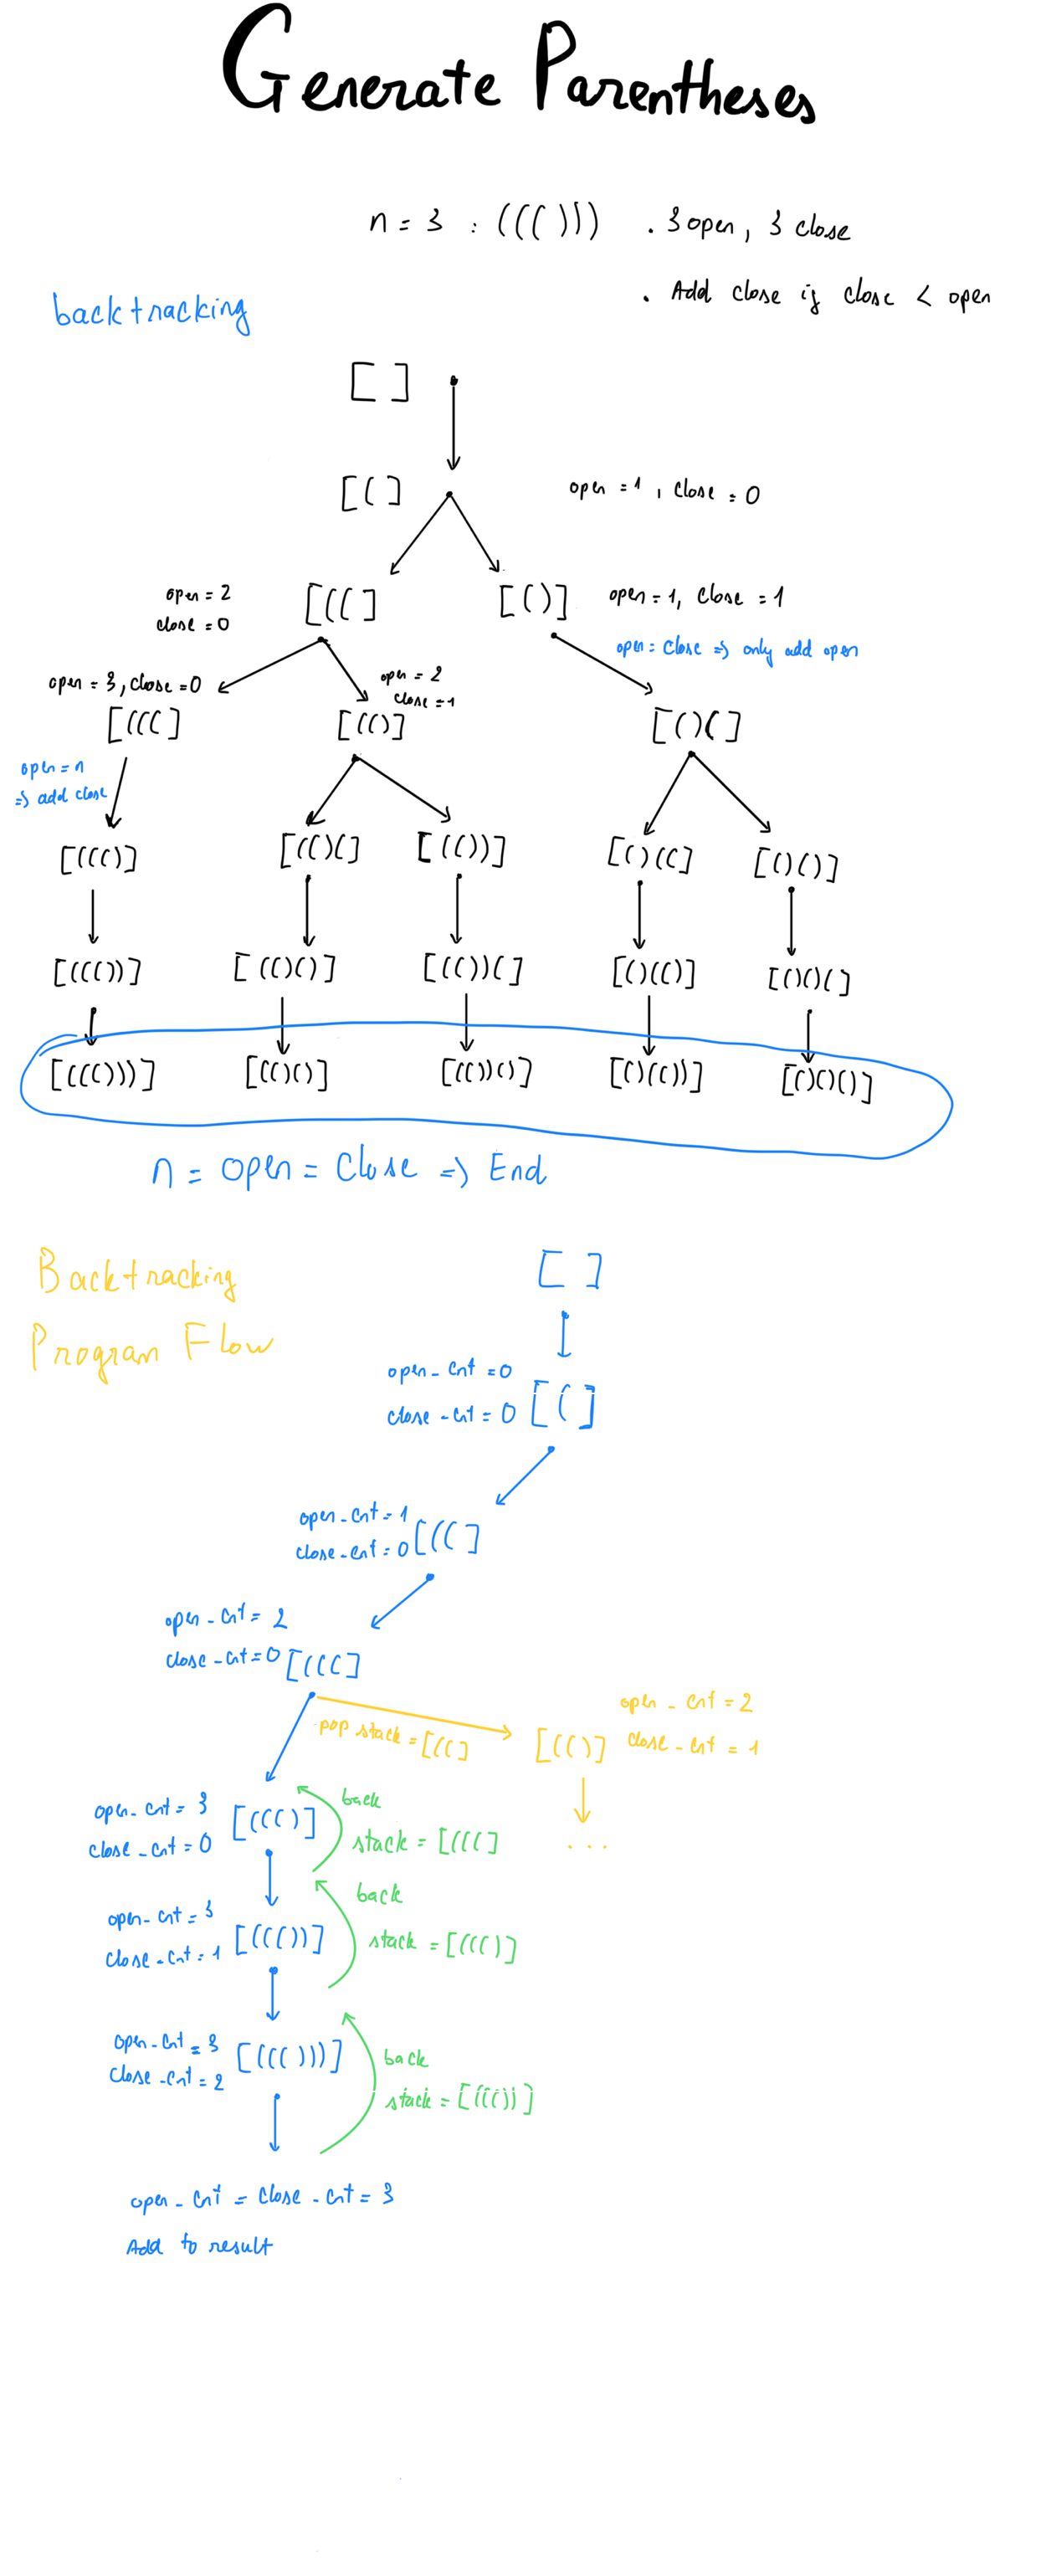 Generate Parentheses
n = 3 : ((())) . 3 open, 3 close
. Add close if close < open
backtracking
[ ]
[(] open = 1, close = 0
open = 2
close = 0
[((] [()] open = 1, close = 1
open = close => only add open
open = 3, close = 0
open = 2
close = 1
[(((] [(()] [()(]
open = n
=> add close
[((()] [(()(] [(())] [()((] [()()]
[((())] [(()()] [(())(] [()(()] [()()(]
[((()))] [(()()] [(())()] [()(())] [()()()]
n = open = close => End
Backtracking
Program Flow
[ ]
open_cnt = 0
close_cnt = 0 [(]
open_cnt = 1
close_cnt = 0 [((]
open_cnt = 2
close_cnt = 0 [(((]
pop stack = [((]
[(()]
open_cnt = 2
close_cnt = 1
...
open_cnt = 3
close_cnt = 0 [((()]
back
stack = [(((]
open_cnt = 3
close_cnt = 1 [((())]
back
stack = [((()]
open_cnt = 3
close_cnt = 2 [((()))]
back
stack = [((())]
open_cnt = close_cnt = 3
Add to result